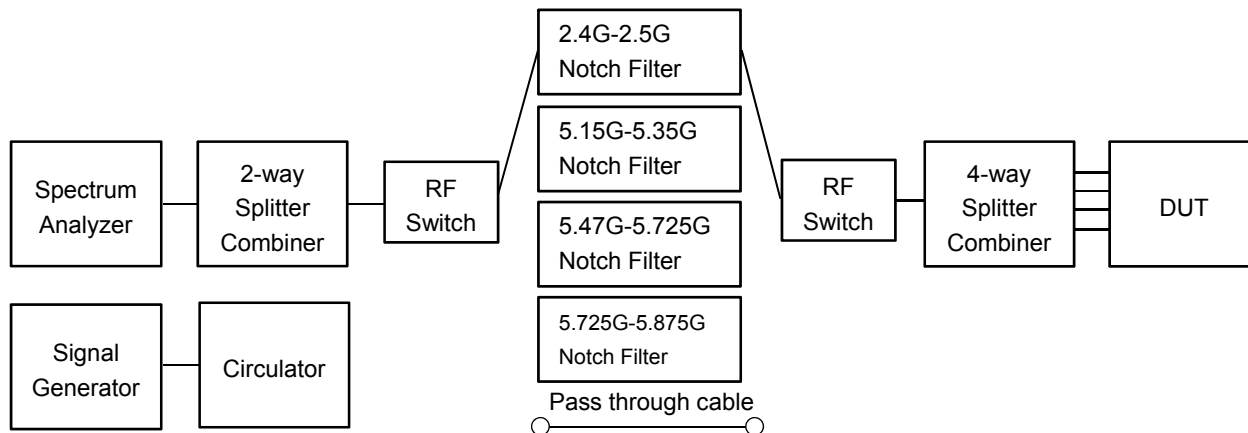 2.4G-2.5G
Notch Filter
5.15G-5.35G
Notch Filter
Spectrum
Analyzer
2-way
Splitter
Combiner
RF
Switch
RF
Switch
4-way
Splitter
Combiner
DUT
5.47G-5.725G
Notch Filter
5.725G-5.875G
Notch Filter
Signal
Generator
Circulator
Pass through cable